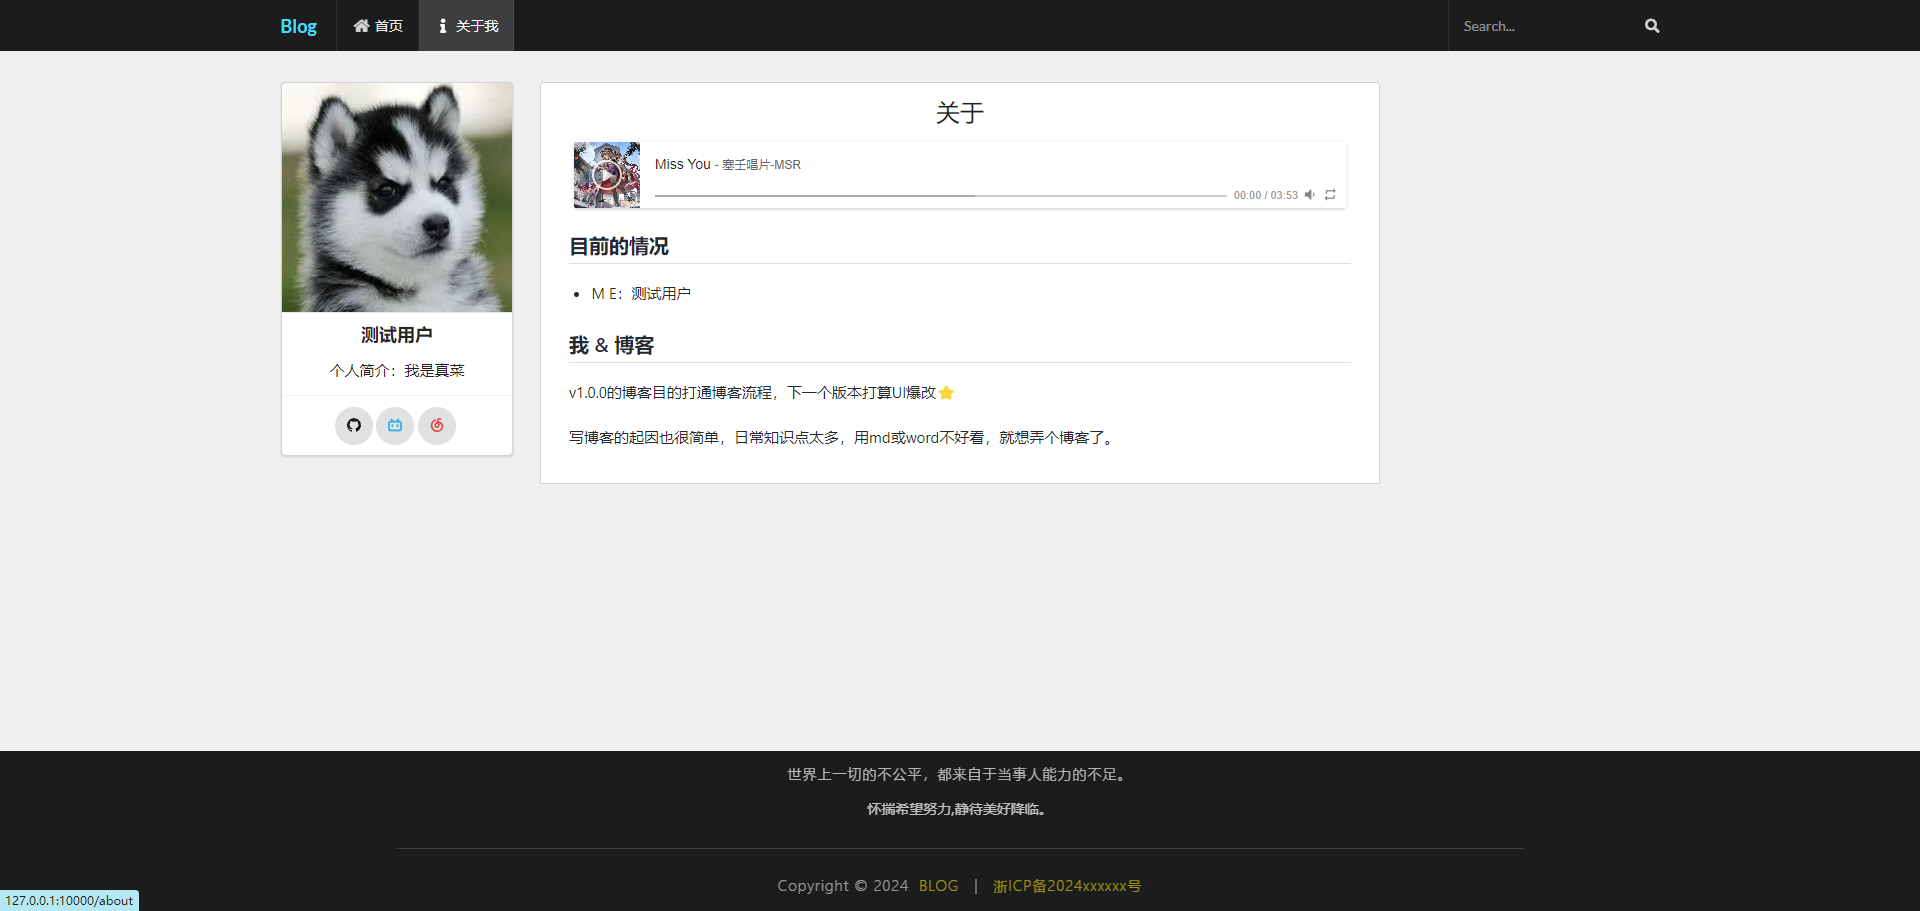 Blog 首页 关于我 Search...
关于
Miss You - 塞壬唱片-MSR
00:00 / 03:53
目前的情况
M E：测试用户
我 & 博客
v1.0.0的博客目的打通博客流程，下一个版本打算UI爆改⭐
写博客的起因也很简单，日常知识点太多，用md或word不好看，就想弄个博客了。
测试用户
个人简介：我是真菜
世界上一切的不公平，都来自于当事人能力的不足。
怀揣希望努力,静待美好降临。
Copyright © 2024 BLOG | 浙ICP备2024xxxxxx号
127.0.0.1:10000/about